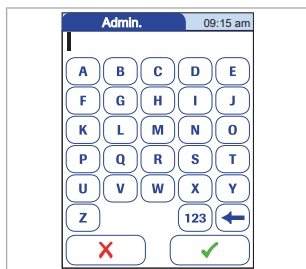 Admin. 09:15 am
A B C D E
F G H I J
K L M N O
P Q R S T
U V W X Y
Z 123